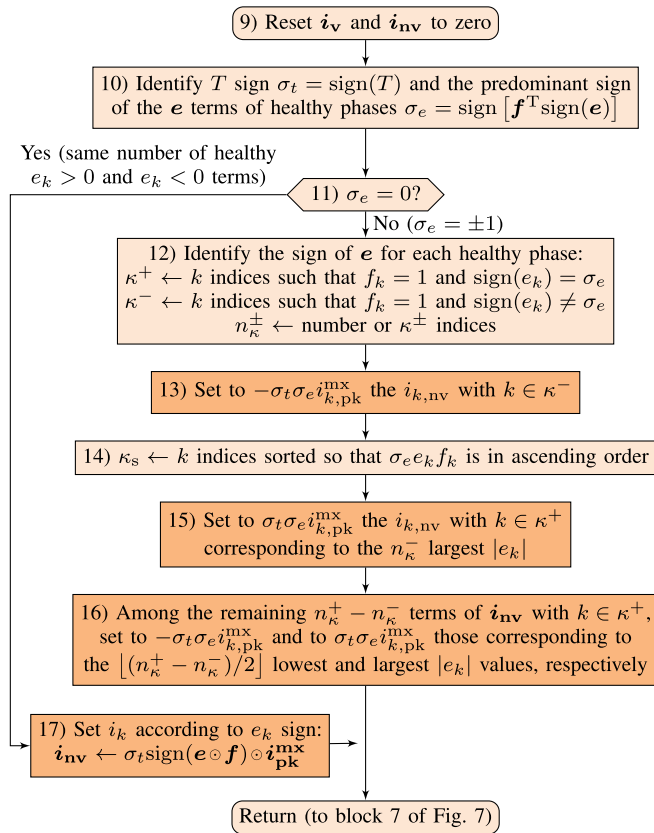 9) Reset i_v and i_nv to zero
10) Identify T sign σ_t = sign(T) and the predominant sign
of the e terms of healthy phases σ_e = sign [f^T sign(e)]
Yes (same number of healthy
e_k > 0 and e_k < 0 terms)
11) σ_e = 0?
No (σ_e = ±1)
12) Identify the sign of e for each healthy phase:
κ^+ ← k indices such that f_k = 1 and sign(e_k) = σ_e
κ^− ← k indices such that f_k = 1 and sign(e_k) ≠ σ_e
n_κ^± ← number or κ^± indices
13) Set to −σ_t σ_e i_{k,pk}^{mx} the i_{k,nv} with k ∈ κ^−
14) κ_s ← k indices sorted so that σ_e e_k f_k is in ascending order
15) Set to σ_t σ_e i_{k,pk}^{mx} the i_{k,nv} with k ∈ κ^+
corresponding to the n_κ^− largest |e_k|
16) Among the remaining n_κ^+ − n_κ^− terms of i_nv with k ∈ κ^+,
set to −σ_t σ_e i_{k,pk}^{mx} and to σ_t σ_e i_{k,pk}^{mx} those corresponding to
the ⌊(n_κ^+ − n_κ^−)/2⌋ lowest and largest |e_k| values, respectively
17) Set i_k according to e_k sign:
i_nv ← σ_t sign(e ⊙ f) ⊙ i_pk^mx
Return (to block 7 of Fig. 7)